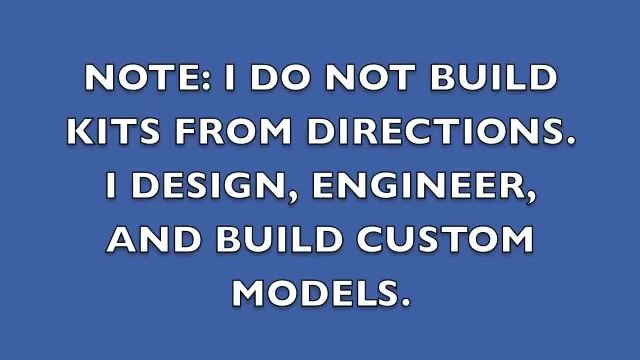 NOTE: I DO NOT BUILD
KITS FROM DIRECTIONS.
I DESIGN, ENGINEER,
AND BUILD CUSTOM
MODELS.